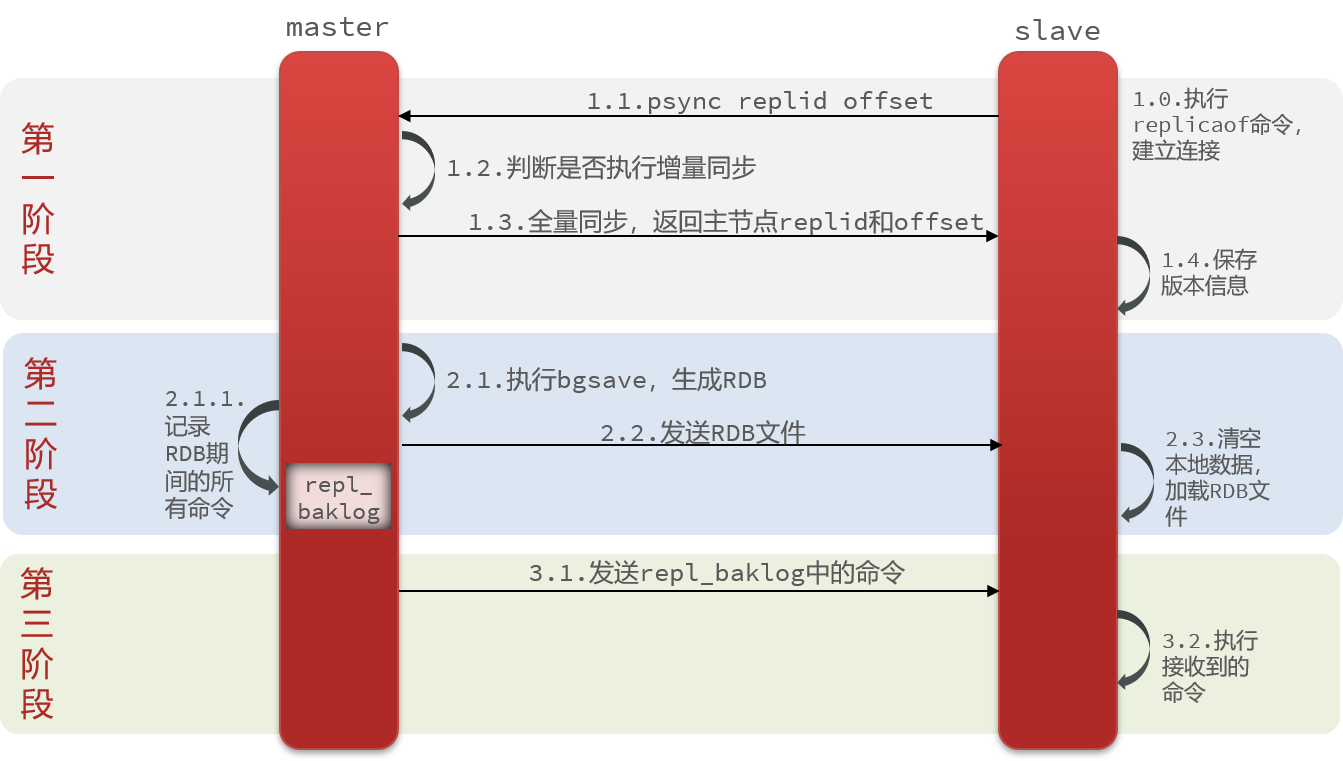 master
slave
第一阶段
1.0.执行
replicaof命令，
建立连接
1.1.psync replid offset
1.2.判断是否执行增量同步
1.3.全量同步，返回主节点replid和offset
1.4.保存
版本信息
第二阶段
2.1.执行bgsave，生成RDB
2.1.1.
记录
RDB期
间的所
有命令
repl_
baklog
2.2.发送RDB文件
2.3.清空
本地数据，
加载RDB文
件
第三阶段
3.1.发送repl_baklog中的命令
3.2.执行
接收到的
命令